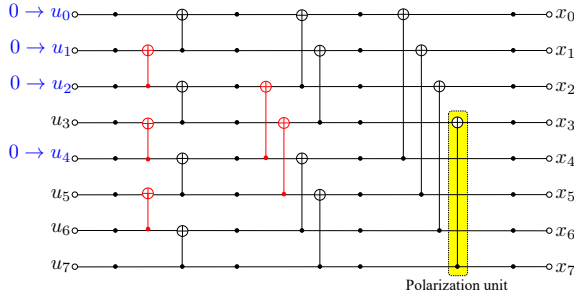 0 → u₀ x₀
0 → u₁ x₁
0 → u₂ x₂
u₃ x₃
0 → u₄ x₄
u₅ x₅
u₆ x₆
u₇ x₇
Polarization unit